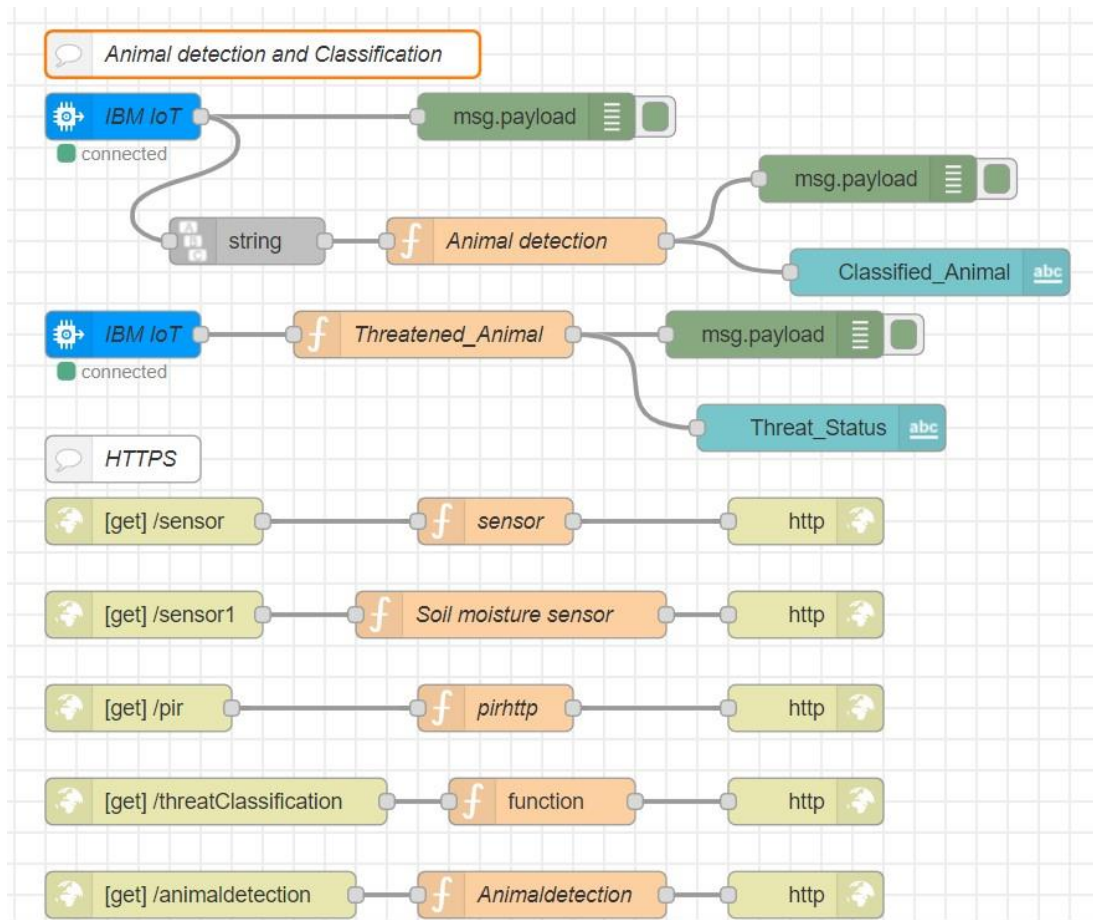 Animal detection and Classification
IBM IoT
msg.payload
connected
msg.payload
A
B
C
string
f
Animal detection
Classified_Animal
abc
IBM IoT
f
Threatened_Animal
msg.payload
connected
Threat_Status
abc
HTTPS
[get] /sensor
f
sensor
http
[get] /sensor1
f
Soil moisture sensor
http
[get] /pir
f
pirhttp
http
[get] /threatClassification
f
function
http
[get] /animaldetection
f
Animaldetection
http